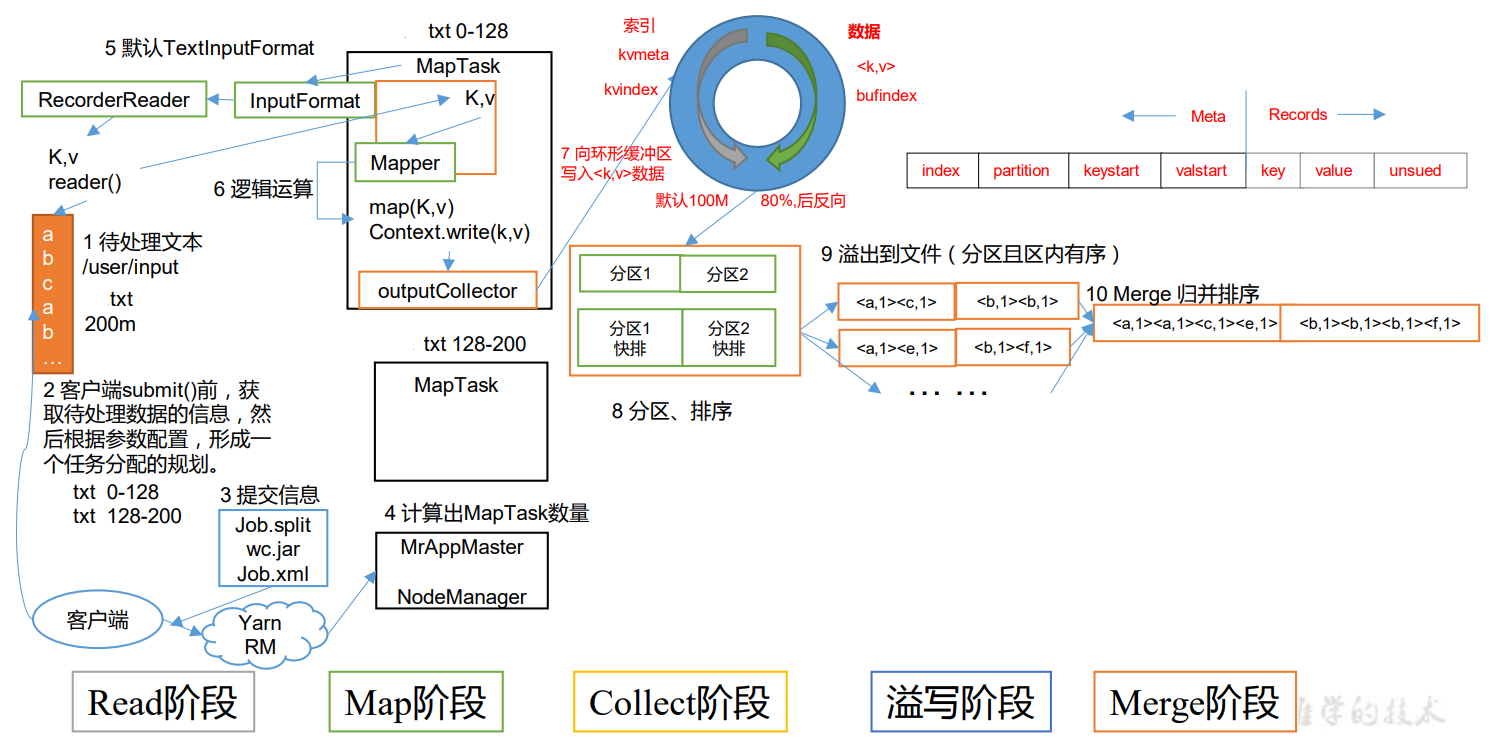 5 默认TextInputFormat
RecorderReader
InputFormat
K,v
reader()
a
b
c
a
b
...
1 待处理文本
/user/input
txt
200m
2 客户端submit()前，获
取待处理数据的信息，然
后根据参数配置，形成一
个任务分配的规划。
txt 0-128
txt 128-200
3 提交信息
Job.split
wc.jar
Job.xml
客户端
Yarn
RM
4 计算出MapTask数量
MrAppMaster
NodeManager
txt 0-128
MapTask
K,v
Mapper
6 逻辑运算
map(K,v)
Context.write(k,v)
outputCollector
txt 128-200
MapTask
索引
kvmeta
kvindex
数据
<k,v>
bufindex
7 向环形缓冲区
写入<k,v>数据
默认100M
80%,后反向
Meta
Records
index partition keystart valstart key value unsued
分区1 分区2
分区1
快排
分区2
快排
8 分区、排序
9 溢出到文件（分区且区内有序）
<a,1><c,1> <b,1><b,1>
<a,1><e,1> <b,1><f,1>
... ...
10 Merge 归并排序
<a,1><a,1><c,1><e,1> <b,1><b,1><b,1><f,1>
Read阶段
Map阶段
Collect阶段
溢写阶段
Merge阶段
学的技术